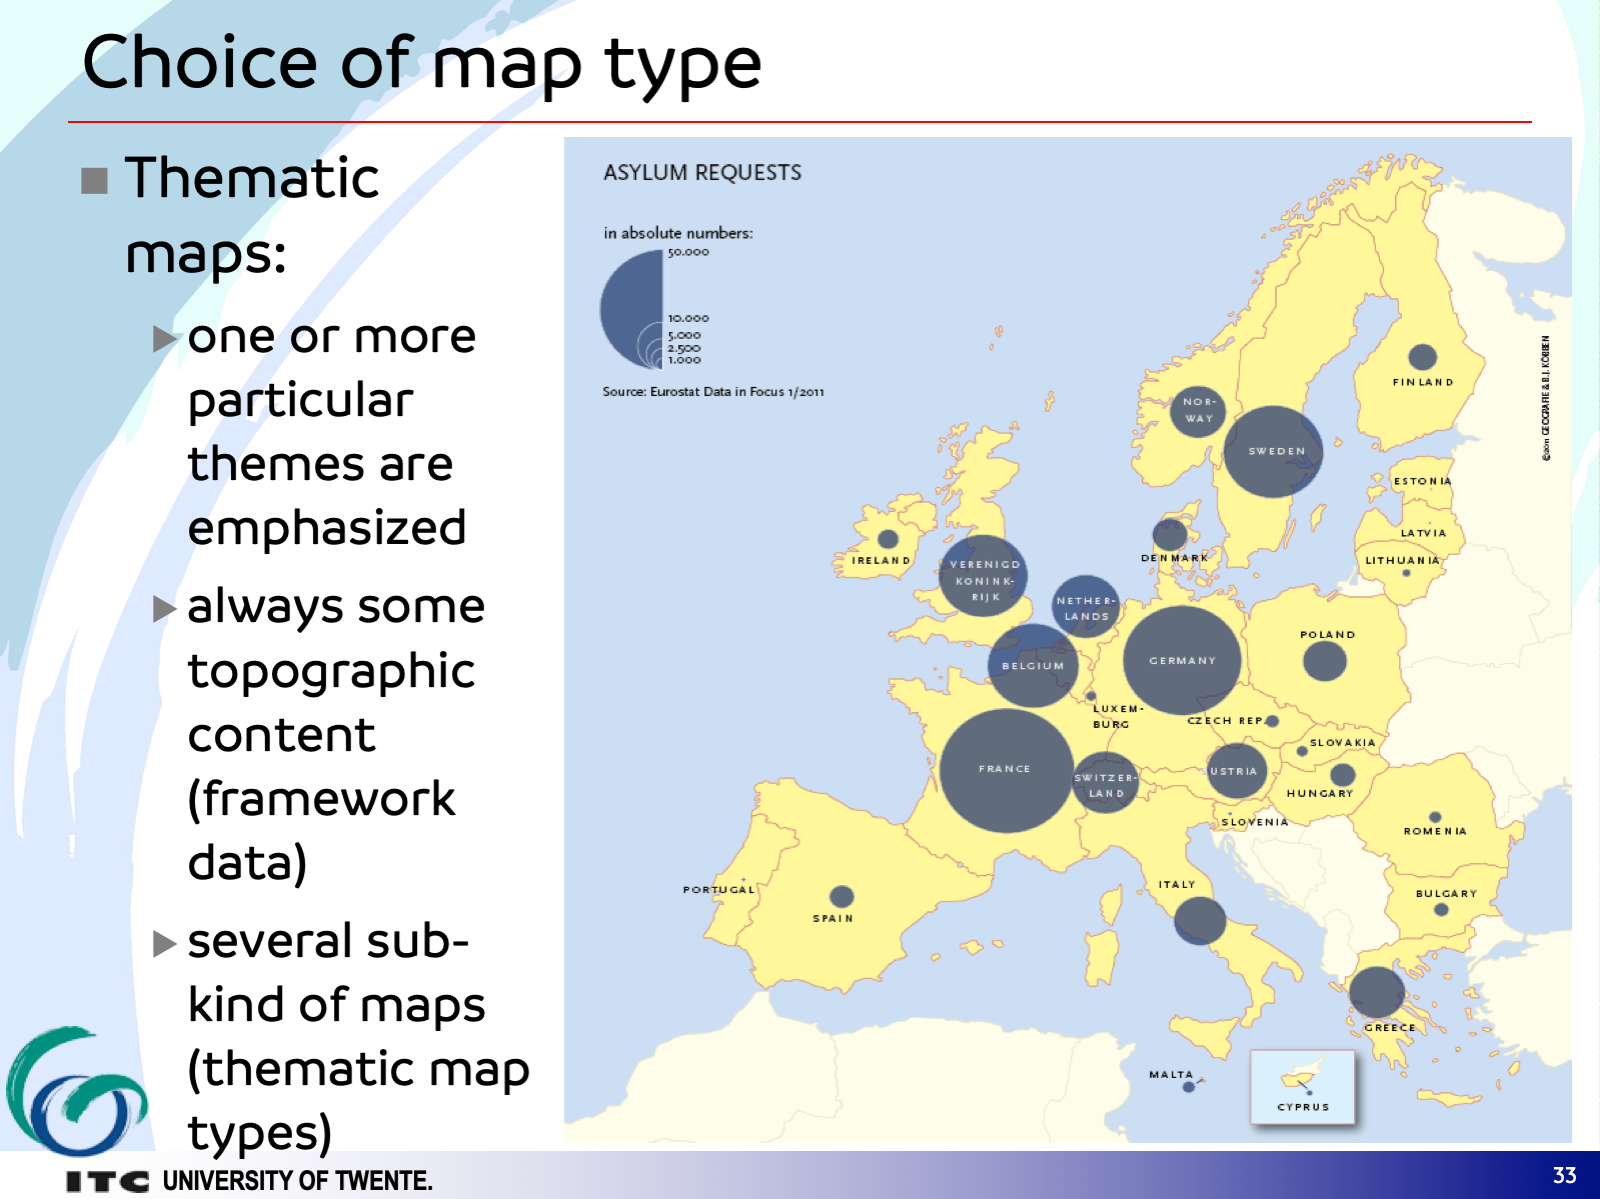 Choice of map type
Thematic
maps:
one or more
particular
themes are
emphasized
always some
topographic
content
(framework
data)
several sub-
kind of maps
(thematic map
types)
ASYLUM REQUESTS
in absolute numbers:
50.000
10.000
5.000
2.500
1.000
Source: Eurostat Data in Focus 1/2011
©2011 GEOGRAFIE & B.J. KÖBBEN
FINLAND
NOR-
WAY
SWEDEN
ESTONIA
LATVIA
LITHUANIA
DENMARK
IRELAND
VERENIGD
KONINK-
RIJK
NETHER-
LANDS
BELGIUM
GERMANY
POLAND
LUXEM-
BURG
CZECH REP.
SLOVAKIA
FRANCE
SWITZER-
LAND
AUSTRIA
HUNGARY
SLOVENIA
ROMENIA
PORTUGAL
SPAIN
ITALY
BULGARY
GREECE
MALTA
CYPRUS
ITC UNIVERSITY OF TWENTE.
33